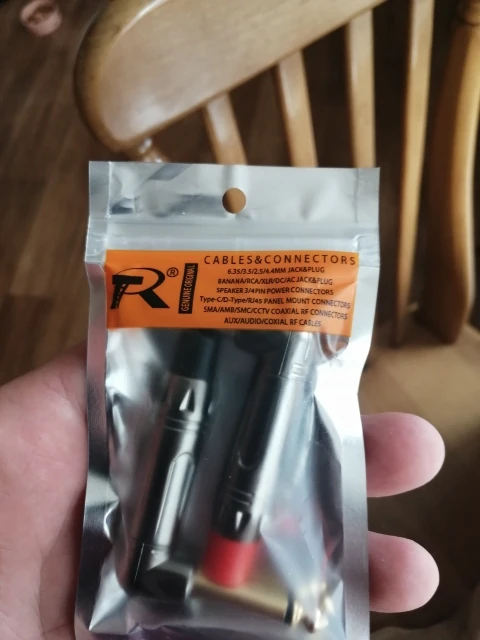 CABLES&CONNECTORS
6.35/3.5/2.5/4.4MM JACK&PLUG
BANANA/RCA/XLR/DC/AC JACK&PLUG
SPEAKER 3/4PIN POWER CONNECTORS
Type-C/D-Type/RJ45 PANEL MOUNT CONNECTORS
SMA/AMB/SMC/CCTV COAXIAL RF CONNECTORS
AUX/AUDIO/COXIAL RF CABLES
R®
GENUINE ORIGINAL